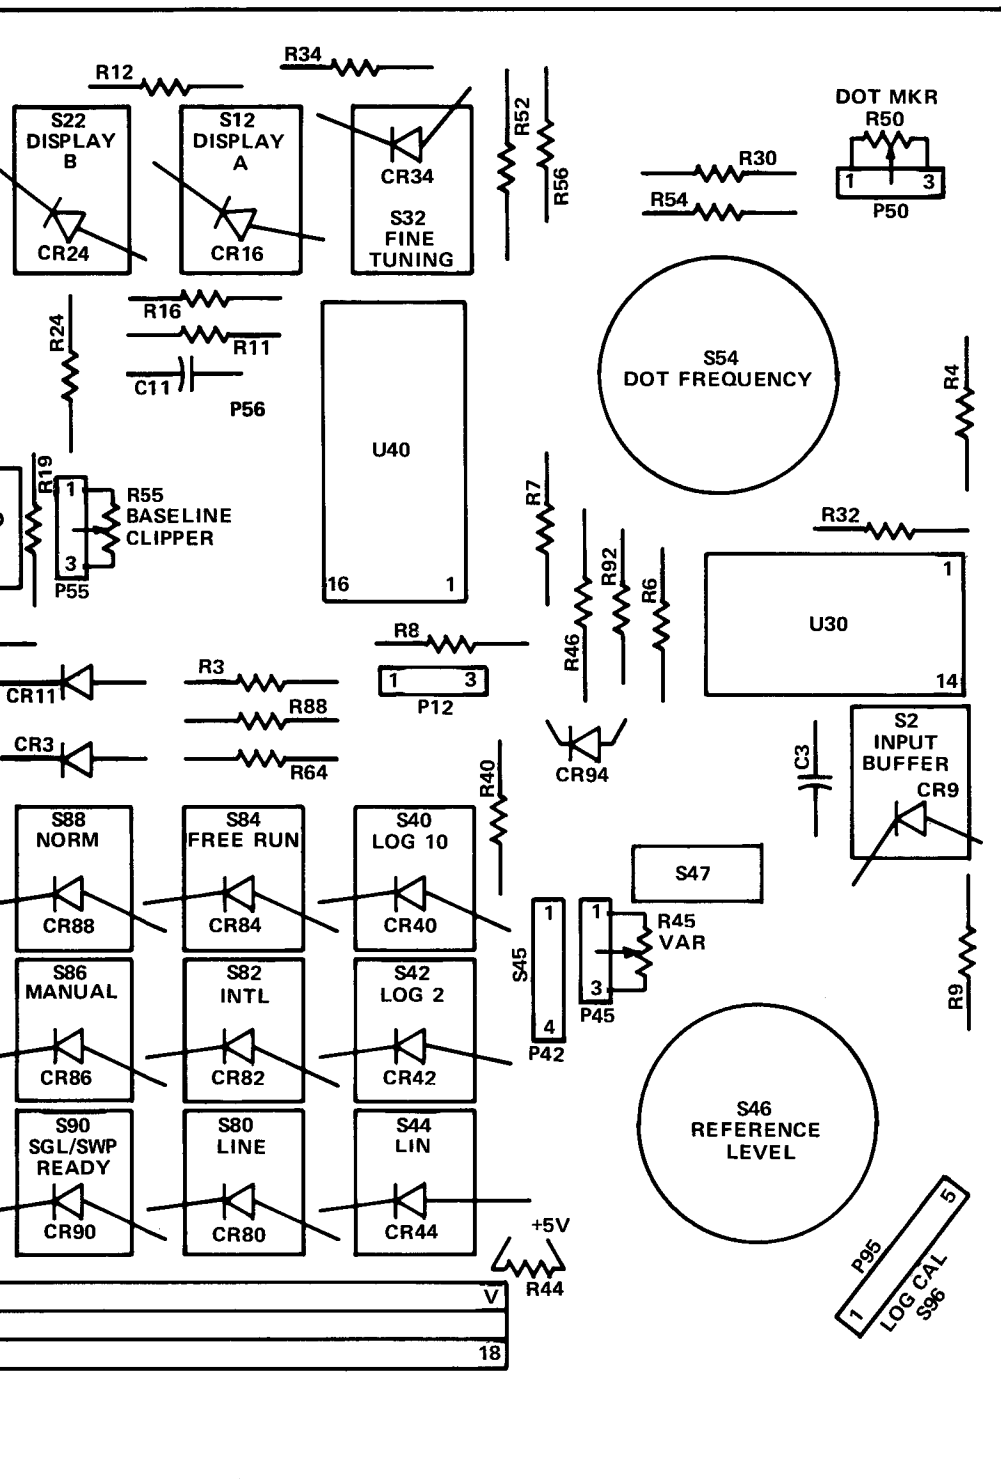 R34
R12
DOT MKR
R50
1 3
P50
S22
DISPLAY
B
CR24
S12
DISPLAY
A
CR16
CR34
S32
FINE
TUNING
R52
R56
R30
R54
R24
R16
R11
C11
P56
U40
16 1
S54
DOT FREQUENCY
R4
R19
1
3
P55
R55
BASELINE
CLIPPER
R7
R46
R92
R6
R32
1
U30
14
R8
1 3
P12
CR11
R3
R88
CR3
R64
R40
CR94
C3
S2
INPUT
BUFFER
CR9
S88
NORM
CR88
S84
FREE RUN
CR84
S40
LOG 10
CR40
S47
1
S45
4
P42
1
3
P45
R45
VAR
R9
S86
MANUAL
CR86
S82
INTL
CR82
S42
LOG 2
CR42
S90
SGL/SWP
READY
CR90
S80
LINE
CR80
S44
LIN
CR44
S46
REFERENCE
LEVEL
+5V
R44
5
P95
1
LOG CAL
S96
V
18